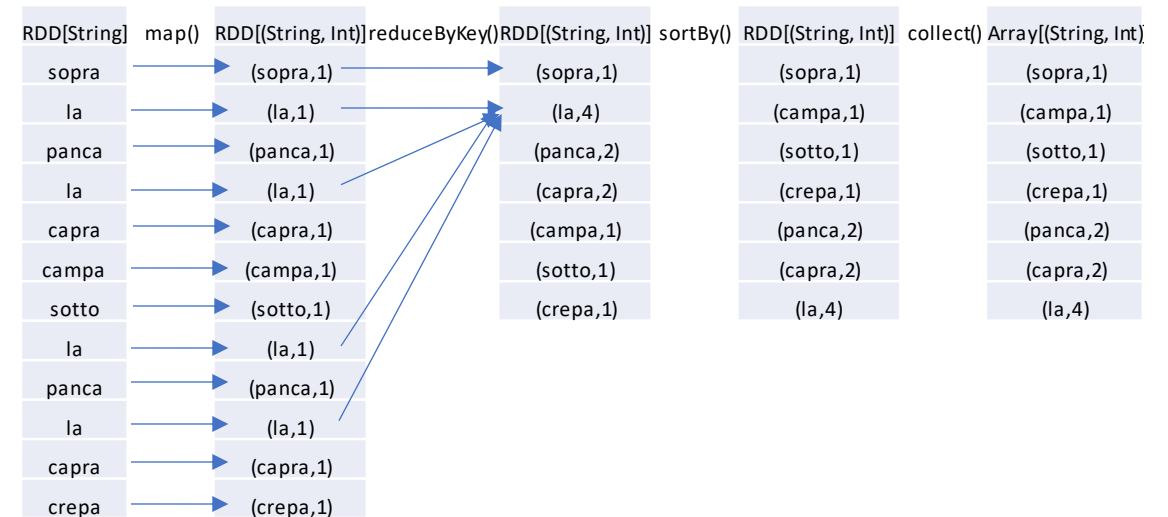 RDD[String] map() RDD[(String, Int)] reduceByKey() RDD[(String, Int)] sortBy() RDD[(String, Int)] collect() Array[(String, Int)]
sopra (sopra,1) (sopra,1) (sopra,1) (sopra,1)
la (la,1) (la,4) (campa,1) (campa,1)
panca (panca,1) (panca,2) (sotto,1) (sotto,1)
la (la,1) (capra,2) (crepa,1) (crepa,1)
capra (capra,1) (campa,1) (panca,2) (panca,2)
campa (campa,1) (sotto,1) (capra,2) (capra,2)
sotto (sotto,1) (crepa,1) (la,4) (la,4)
la (la,1)
panca (panca,1)
la (la,1)
capra (capra,1)
crepa (crepa,1)